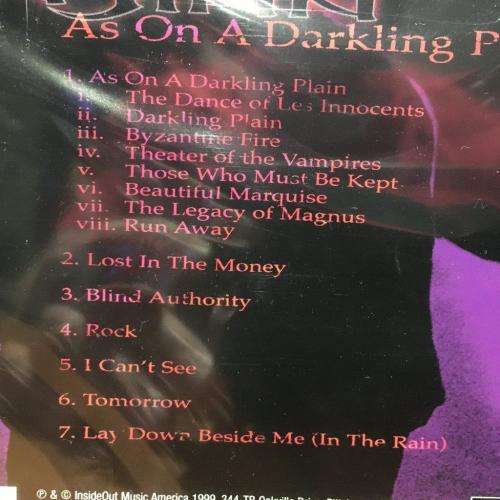 As On A Darkling P
1. As On A Darkling Plain
i. The Dance of Les Innocents
ii. Darkling Plain
iii. Byzantine Fire
iv. Theater of the Vampires
v. Those Who Must Be Kept
vi. Beautiful Marquise
vii. The Legacy of Magnus
viii. Run Away
2. Lost In The Money
3. Blind Authority
4. Rock
5. I Can't See
6. Tomorrow
7. Lay Down Beside Me (In The Rain)
℗ & © InsideOut Music America 1999. 344